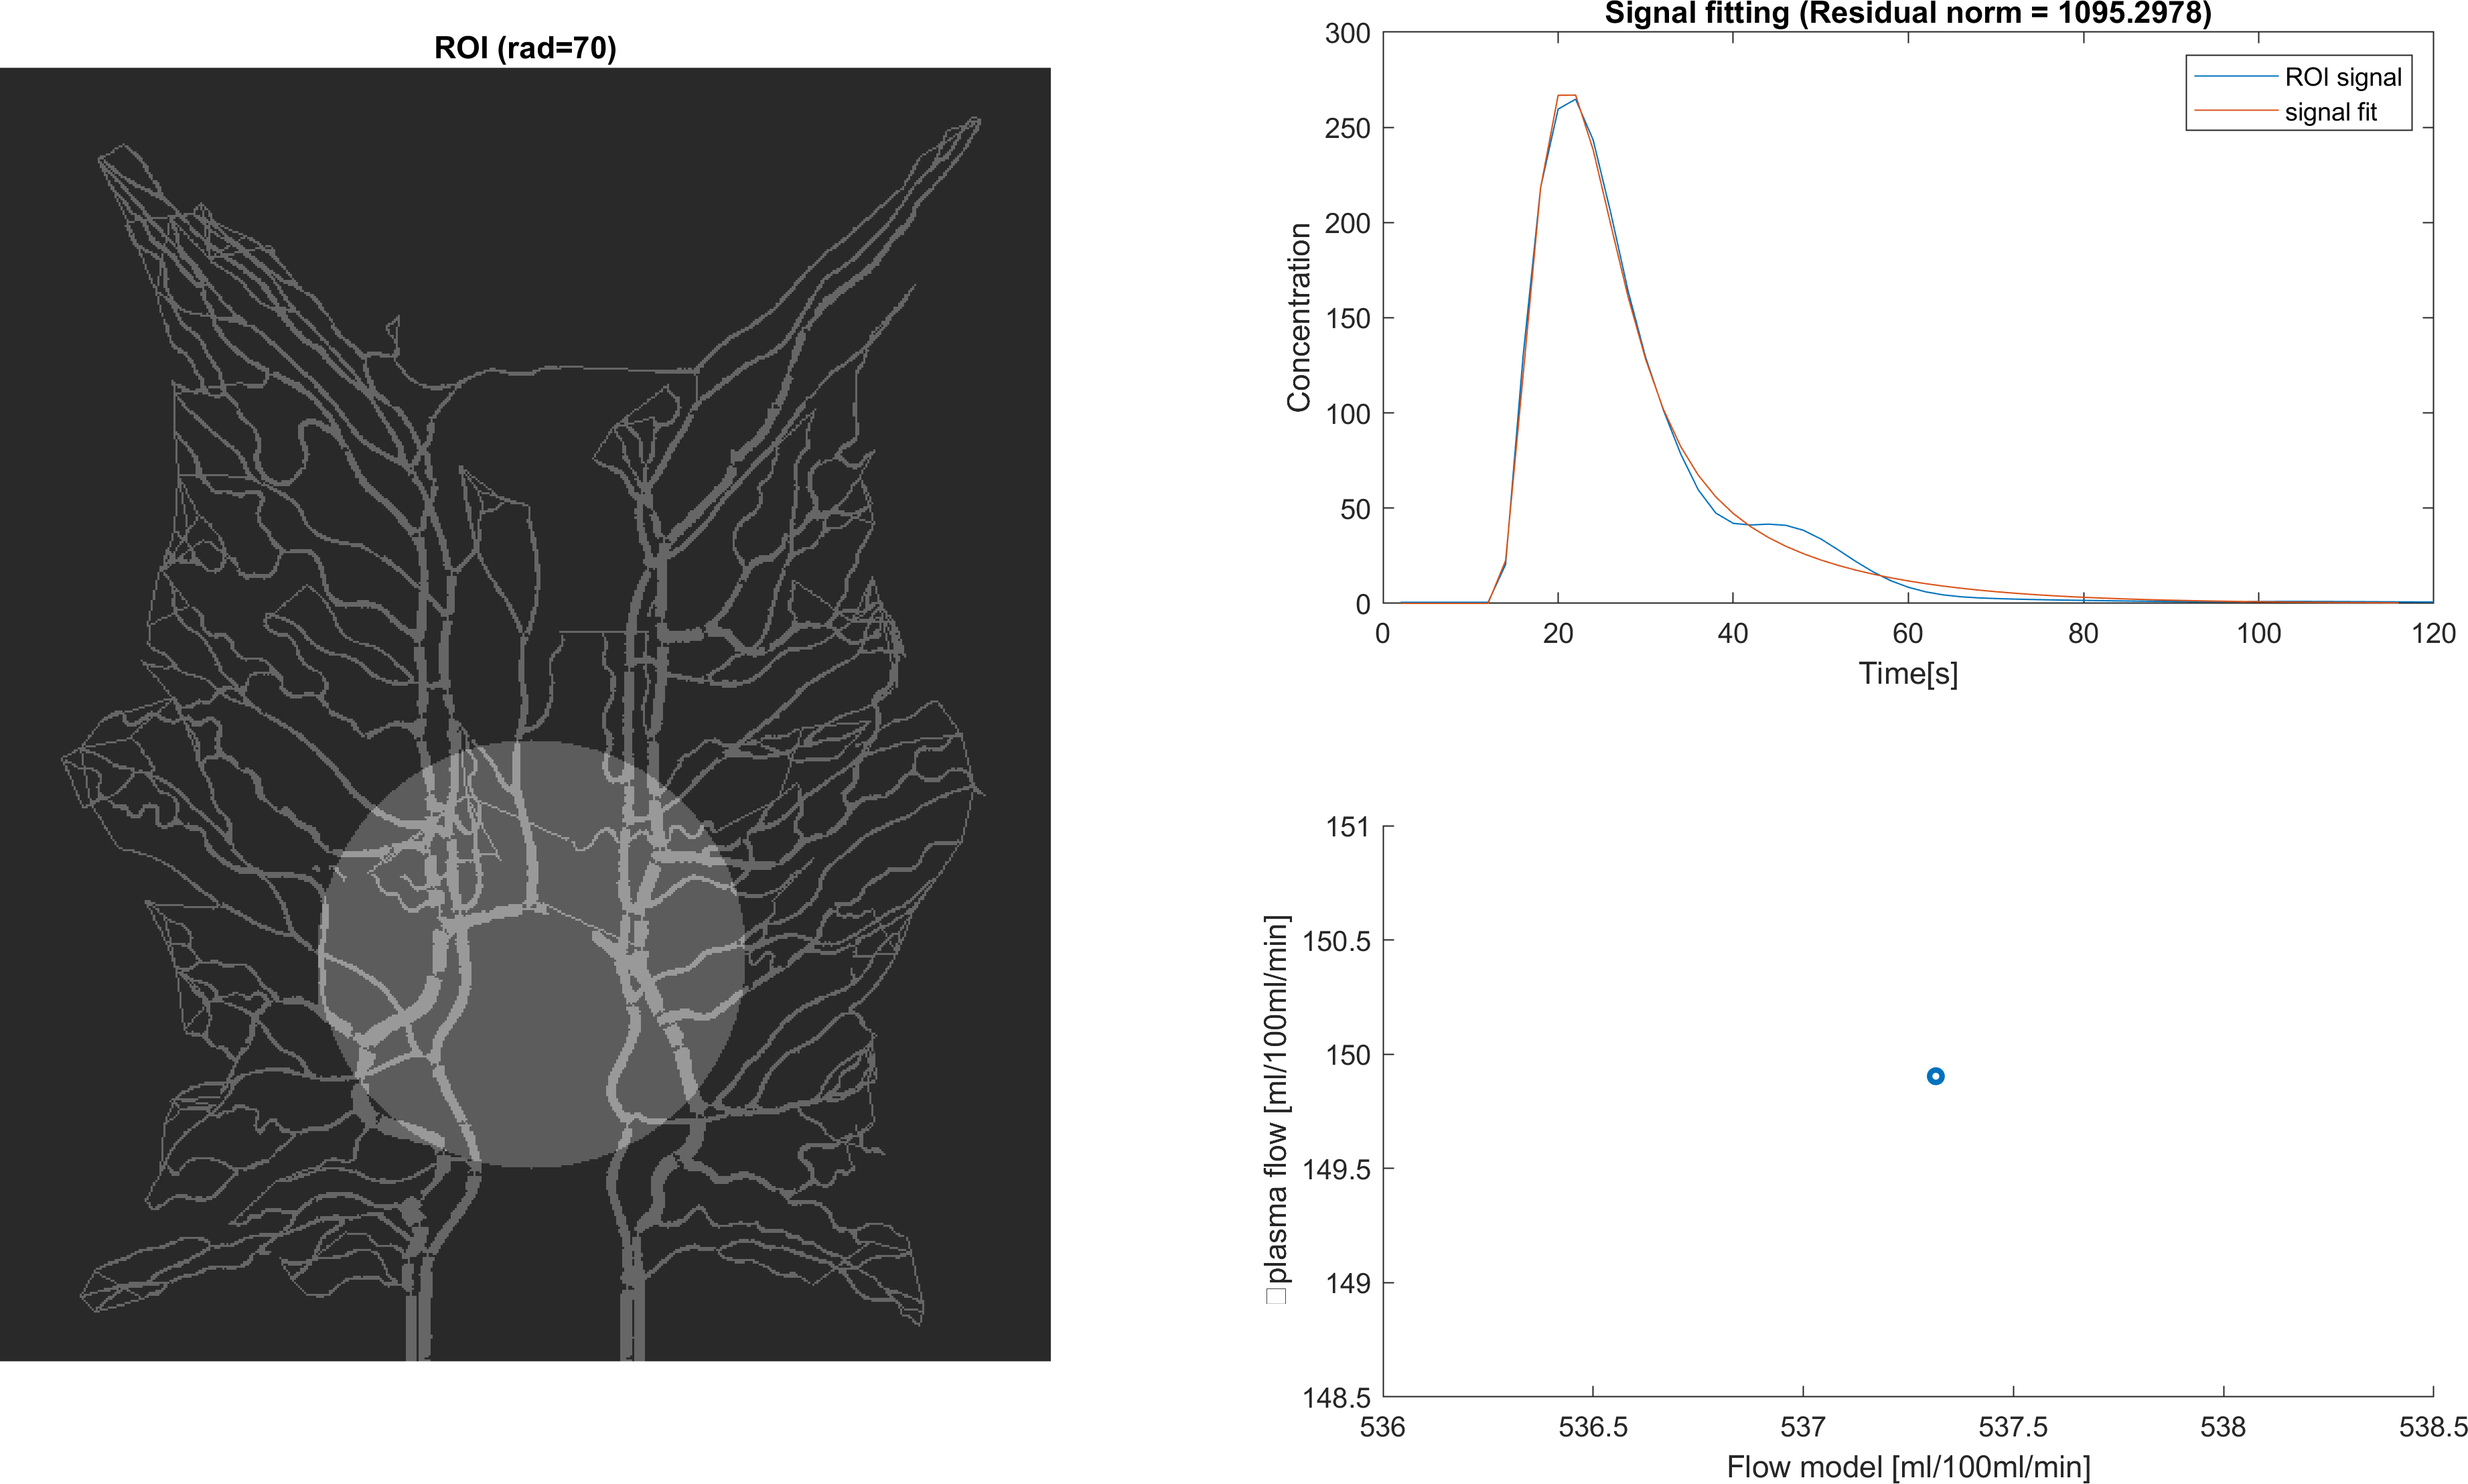 ROI (rad=70)
Signal fitting (Residual norm = 1095.2978)
300
250
200
150
100
50
0
Concentration
ROI signal
signal fit
0 20 40 60 80 100 120
Time[s]
151
150.5
150
149.5
149
148.5
□plasma flow [ml/100ml/min]
536 536.5 537 537.5 538 538.5
Flow model [ml/100ml/min]